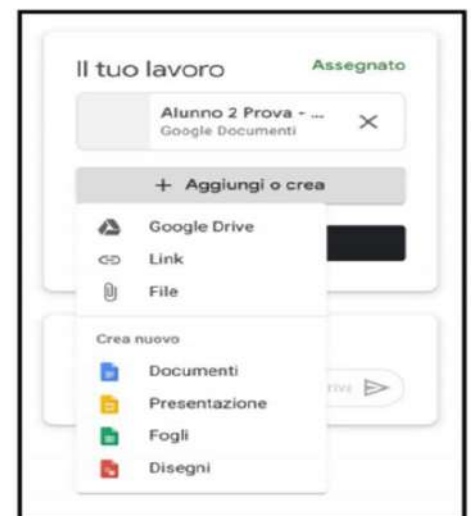 Il tuo lavoro
Assegnato
Alunno 2 Prova - ...
Google Documenti
+ Aggiungi o crea
Google Drive
Link
File
Crea nuovo
Documenti
Presentazione
Fogli
Disegni